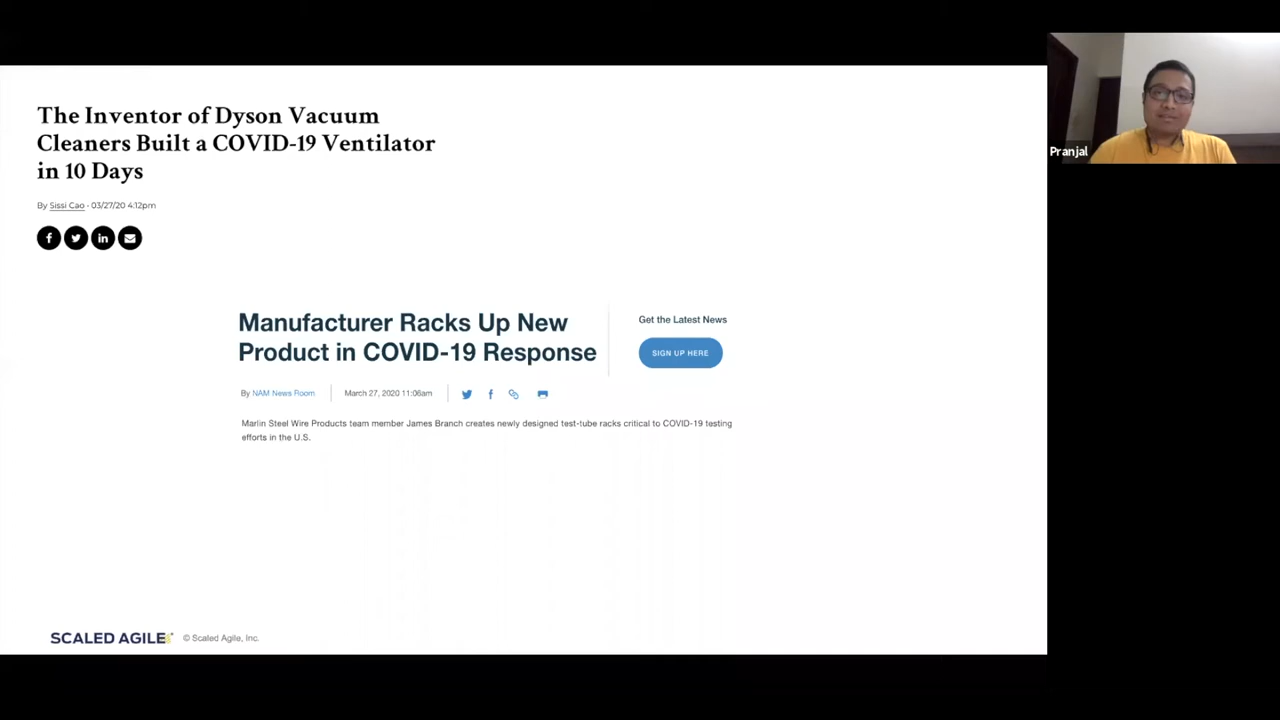 The Inventor of Dyson Vacuum
Cleaners Built a COVID-19 Ventilator
in 10 Days
By Sissi Cao - 03/27/20 4:12pm
Manufacturer Racks Up New
Product in COVID-19 Response
Get the Latest News
SIGN UP HERE
By NAM News Room
March 27, 2020 11:06am
Marlin Steel Wire Products team member James Branch creates newly designed test-tube racks critical to COVID-19 testing
efforts in the U.S.
SCALED AGILE
© Scaled Agile, Inc.
Pranjal